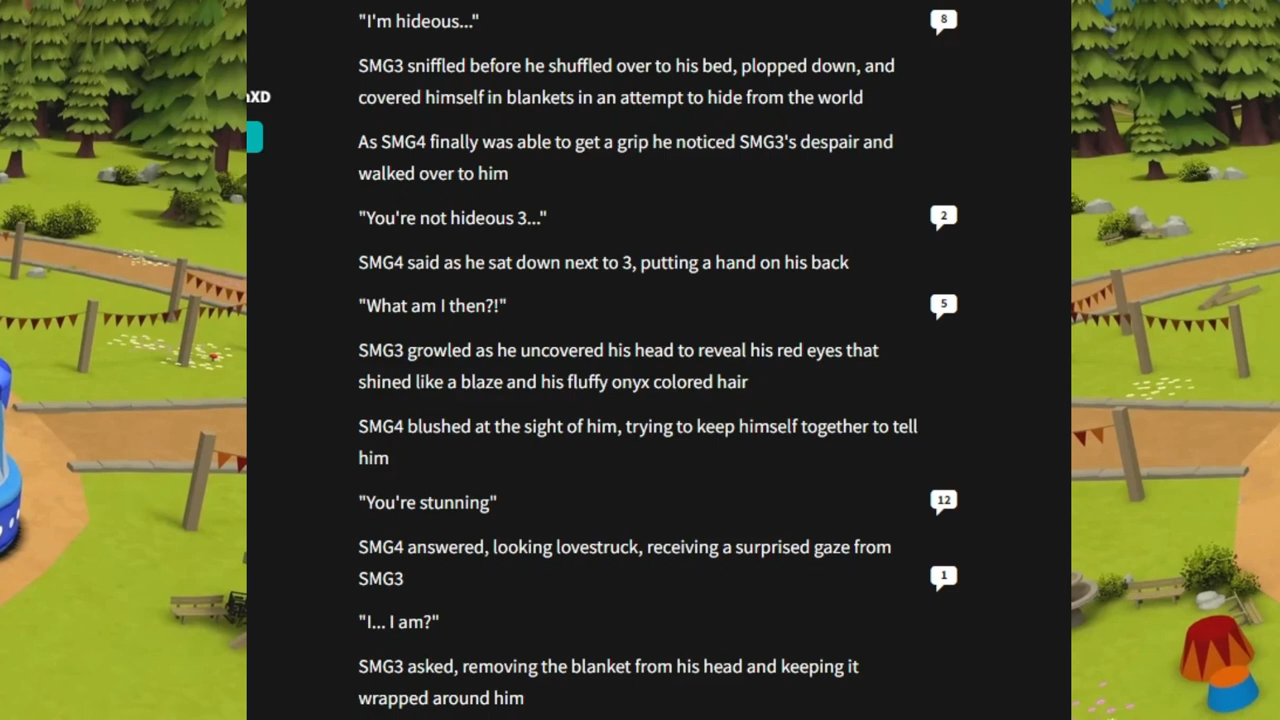 "I'm hideous..."
8
SMG3 sniffled before he shuffled over to his bed, plopped down, and
covered himself in blankets in an attempt to hide from the world
XD
As SMG4 finally was able to get a grip he noticed SMG3's despair and
walked over to him
"You're not hideous 3..."
2
SMG4 said as he sat down next to 3, putting a hand on his back
"What am I then?!"
5
SMG3 growled as he uncovered his head to reveal his red eyes that
shined like a blaze and his fluffy onyx colored hair
SMG4 blushed at the sight of him, trying to keep himself together to tell
him
"You're stunning"
12
SMG4 answered, looking lovestruck, receiving a surprised gaze from
SMG3
1
"I... I am?"
SMG3 asked, removing the blanket from his head and keeping it
wrapped around him